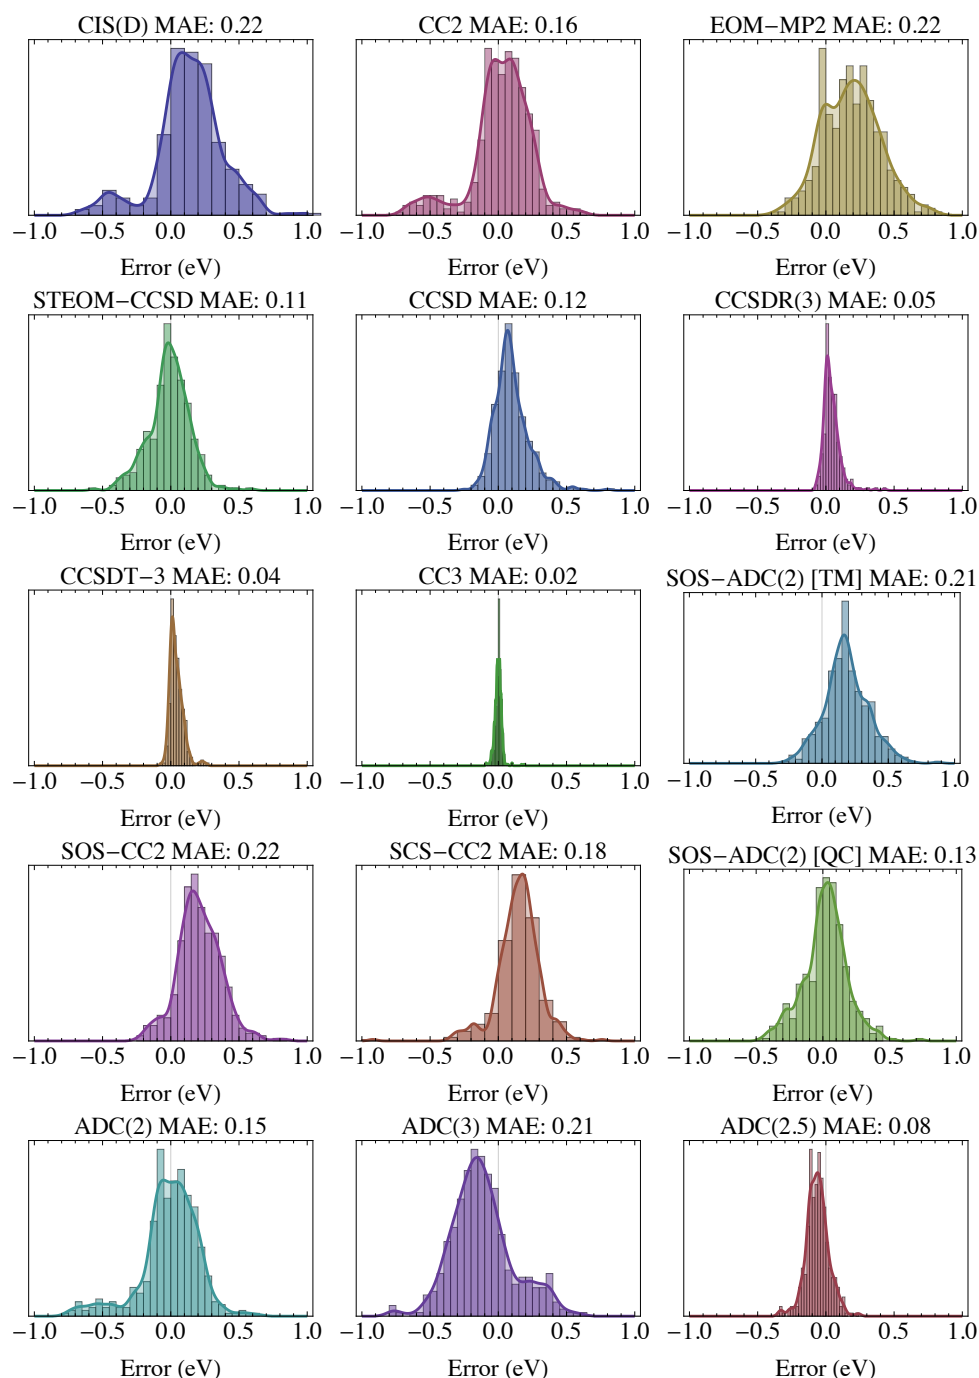 CIS(D) MAE: 0.22 CC2 MAE: 0.16 EOM−MP2 MAE: 0.22
−1.0 −0.5 0.0 0.5 1.0 −1.0 −0.5 0.0 0.5 1.0 −1.0 −0.5 0.0 0.5 1.0
Error (eV) Error (eV) Error (eV)
STEOM−CCSD MAE: 0.11 CCSD MAE: 0.12 CCSDR(3) MAE: 0.05
−1.0 −0.5 0.0 0.5 1.0 −1.0 −0.5 0.0 0.5 1.0 −1.0 −0.5 0.0 0.5 1.0
Error (eV) Error (eV) Error (eV)
CCSDT−3 MAE: 0.04 CC3 MAE: 0.02 SOS−ADC(2) [TM] MAE: 0.21
−1.0 −0.5 0.0 0.5 1.0 −1.0 −0.5 0.0 0.5 1.0 −1.0 −0.5 0.0 0.5 1.0
Error (eV) Error (eV) Error (eV)
SOS−CC2 MAE: 0.22 SCS−CC2 MAE: 0.18 SOS−ADC(2) [QC] MAE: 0.13
−1.0 −0.5 0.0 0.5 1.0 −1.0 −0.5 0.0 0.5 1.0 −1.0 −0.5 0.0 0.5 1.0
Error (eV) Error (eV) Error (eV)
ADC(2) MAE: 0.15 ADC(3) MAE: 0.21 ADC(2.5) MAE: 0.08
−1.0 −0.5 0.0 0.5 1.0 −1.0 −0.5 0.0 0.5 1.0 −1.0 −0.5 0.0 0.5 1.0
Error (eV) Error (eV) Error (eV)